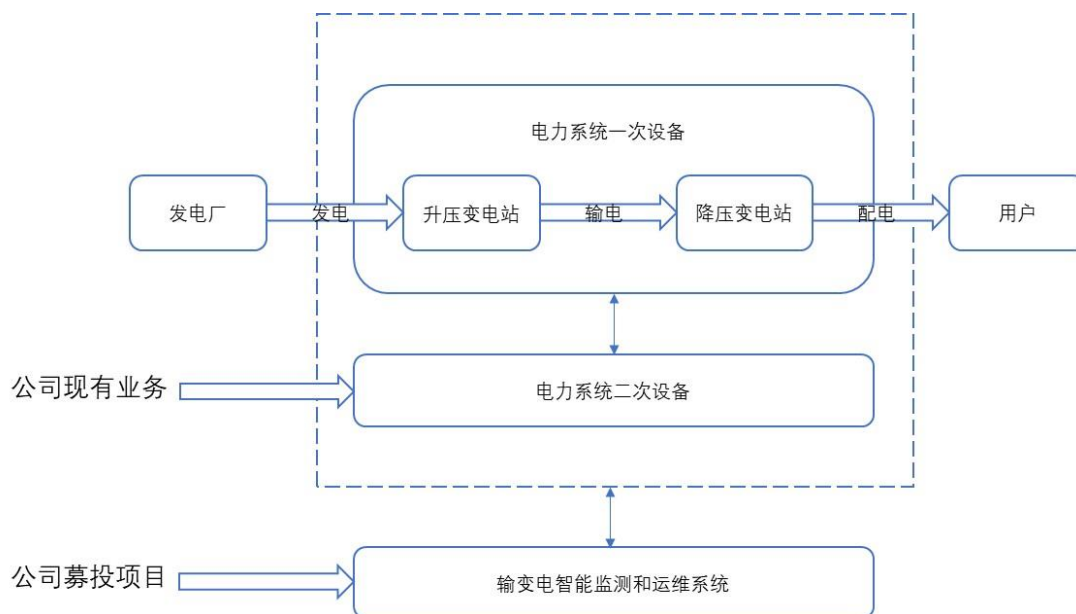 电力系统一次设备
发电厂
发电
升压变电站
输电
降压变电站
配电
用户
公司现有业务
电力系统二次设备
公司募投项目
输变电智能监测和运维系统